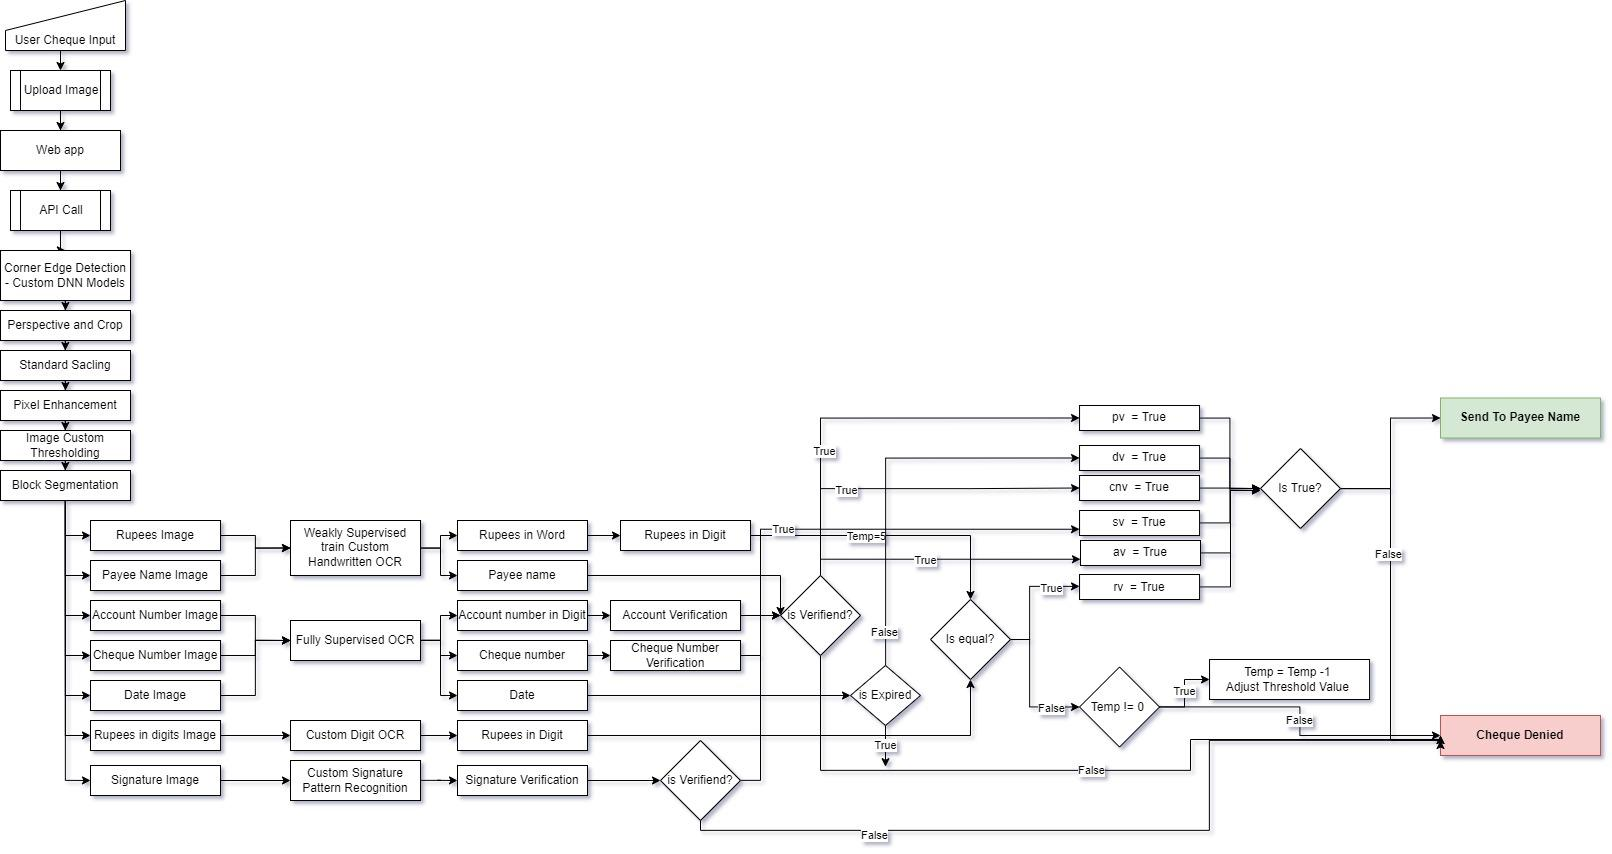 User Cheque Input
Upload Image
Web app
API Call
Corner Edge Detection
- Custom DNN Models
Perspective and Crop
Standard Sacling
Pixel Enhancement
Image Custom
Thresholding
Block Segmentation
Rupees Image
Payee Name Image
Account Number Image
Cheque Number Image
Date Image
Rupees in digits Image
Signature Image
Weakly Supervised
train Custom
Handwritten OCR
Fully Supervised OCR
Custom Digit OCR
Custom Signature
Pattern Recognition
Rupees in Word
Payee name
Account number in Digit
Cheque number
Date
Rupees in Digit
Signature Verification
Rupees in Digit
Account Verification
Cheque Number
Verification
is Verifiend?
is Verifiend?
True
True
True
True
Temp=5
False
is Expired
True
False
False
Is equal?
True
False
pv = True
dv = True
cnv = True
sv = True
av = True
rv = True
Temp != 0
True
Temp = Temp -1
Adjust Threshold Value
False
Is True?
False
Send To Payee Name
Cheque Denied